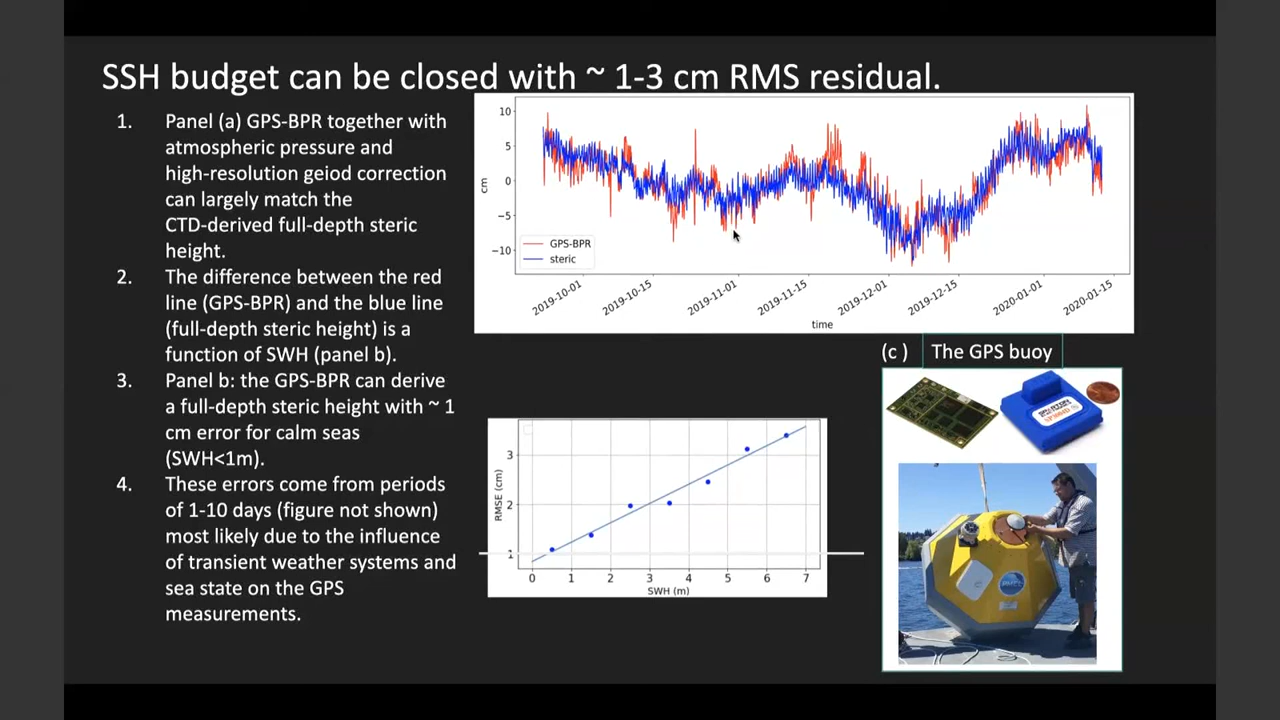 SSH budget can be closed with ~ 1-3 cm RMS residual.
1. Panel (a) GPS-BPR together with
atmospheric pressure and
high-resolution geiod correction
can largely match the
CTD-derived full-depth steric
height.
2. The difference between the red
line (GPS-BPR) and the blue line
(full-depth steric height) is a
function of SWH (panel b).
3. Panel b: the GPS-BPR can derive
a full-depth steric height with ~ 1
cm error for calm seas
(SWH<1m).
4. These errors come from periods
of 1-10 days (figure not shown)
most likely due to the influence
of transient weather systems and
sea state on the GPS
measurements.
10
5
0
−5
−10
cm
GPS-BPR
steric
2019-10-01
2019-10-15
2019-11-01
2019-11-15
2019-12-01
2019-12-15
2020-01-01
2020-01-15
time
3
2
1
RMSE (cm)
0 1 2 3 4 5 6 7
SWH (m)
(c ) The GPS buoy